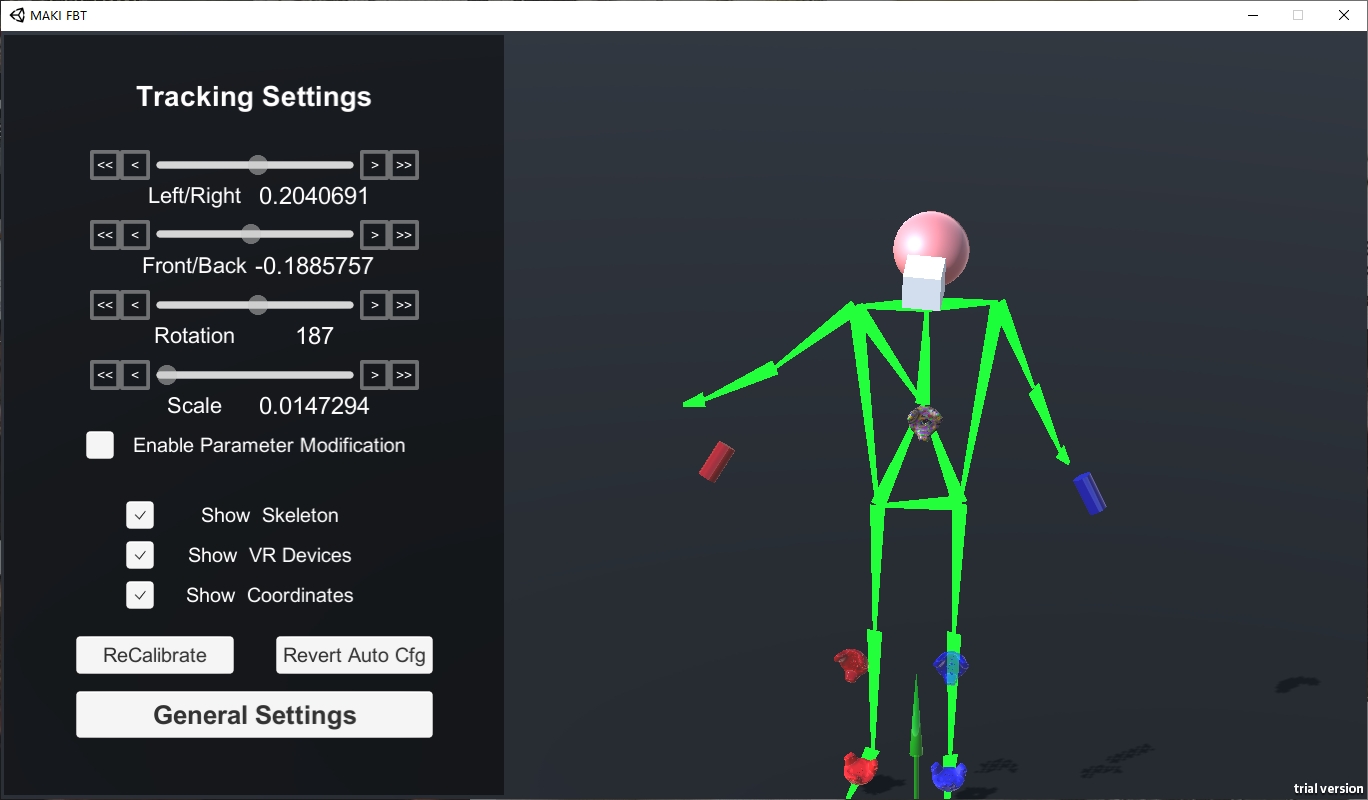 MAKI FBT
Tracking Settings
<< < > >>
Left/Right 0.2040691
<< < > >>
Front/Back -0.1885757
<< < > >>
Rotation 187
<< < > >>
Scale 0.0147294
Enable Parameter Modification
Show Skeleton
Show VR Devices
Show Coordinates
ReCalibrate Revert Auto Cfg
General Settings
trial version